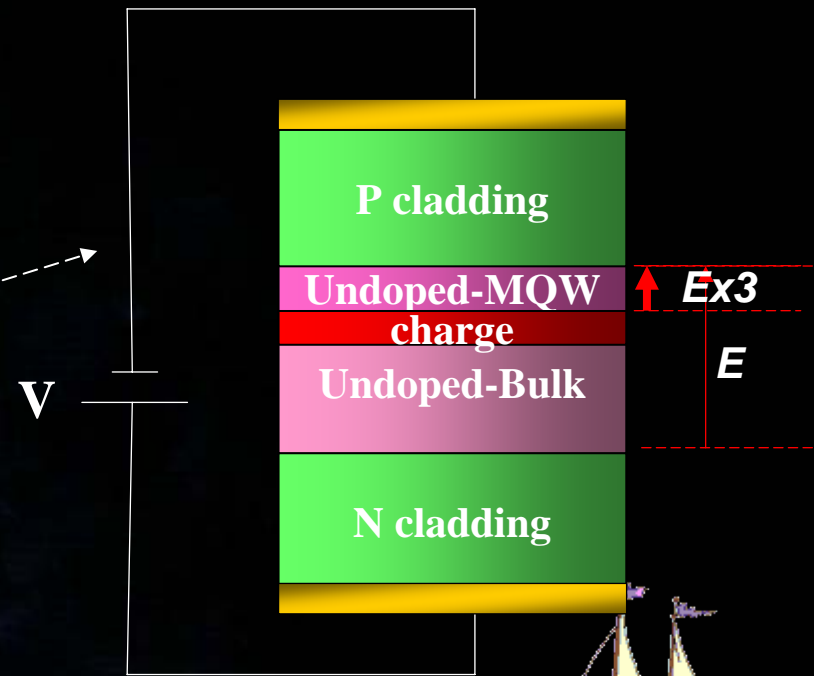 P cladding
Undoped-MQW
Ex3
charge
E
V
Undoped-Bulk
N cladding